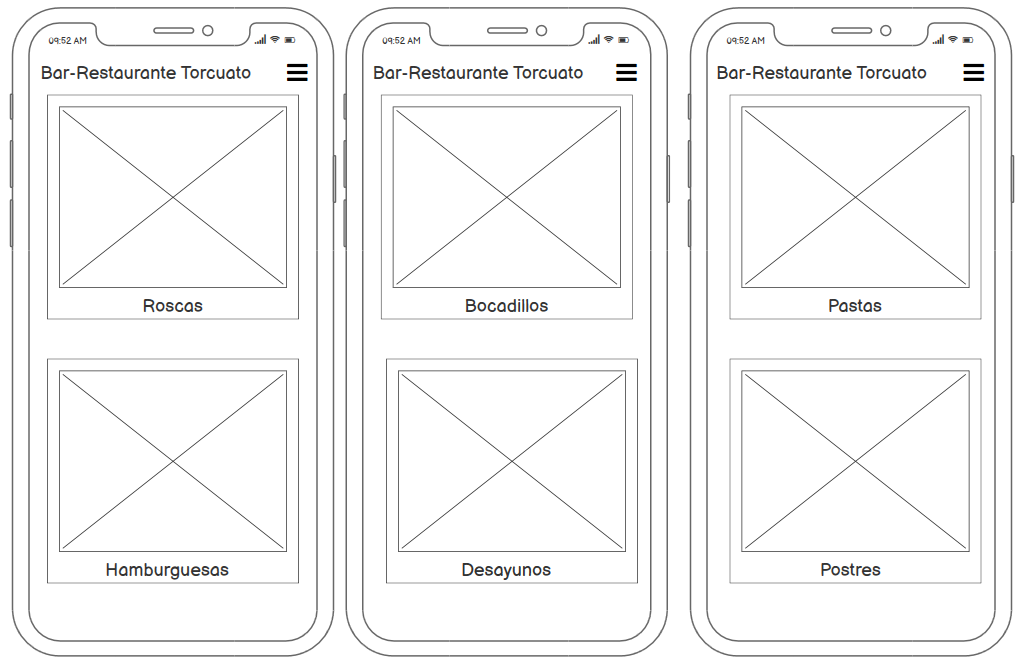 09:52 AM
Bar-Restaurante Torcuato
Roscas
Hamburguesas
09:52 AM
Bar-Restaurante Torcuato
Bocadillos
Desayunos
09:52 AM
Bar-Restaurante Torcuato
Pastas
Postres